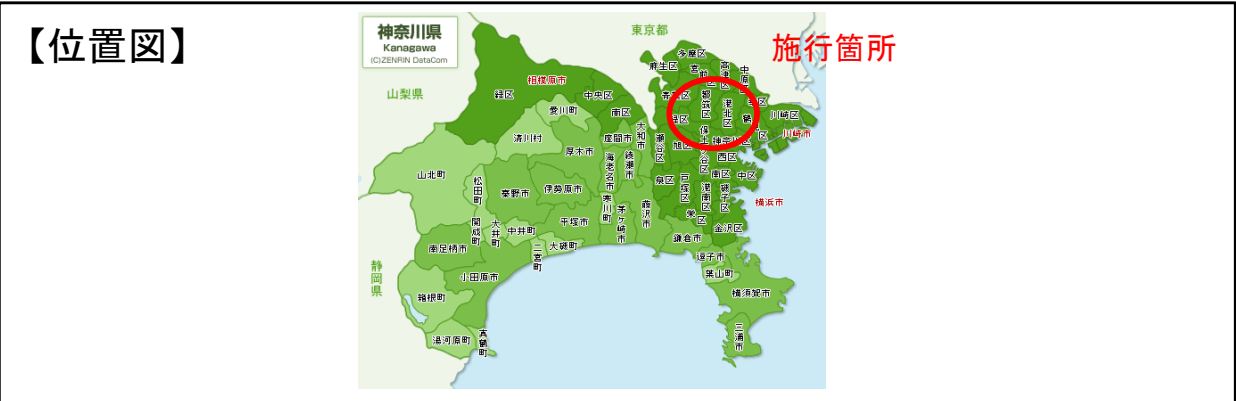 【位置図】
神奈川県
Kanagawa
(C)ZENRIN DataCom
東京都
施行箇所
多摩区
麻生区
宮前区
高津区
中原区
相模原市
山梨県
緑区
中央区
南区
愛川町
清川村
座間市
大和市
綾瀬市
海老名市
厚木市
瀬谷区
都筑区
港北区
川崎区
川崎市
旭区
保土ヶ谷区
神奈川区
西区
山北町
松田町
秦野市
伊勢原市
寒川町
茅ヶ崎市
藤沢市
泉区
戸塚区
港南区
南区
磯子区
中区
横浜市
栄区
金沢区
開成町
大井町
中井町
平塚市
鎌倉市
南足柄市
二宮町
大磯町
逗子市
葉山町
静岡県
小田原市
箱根町
横須賀市
湯河原町
真鶴町
三浦市